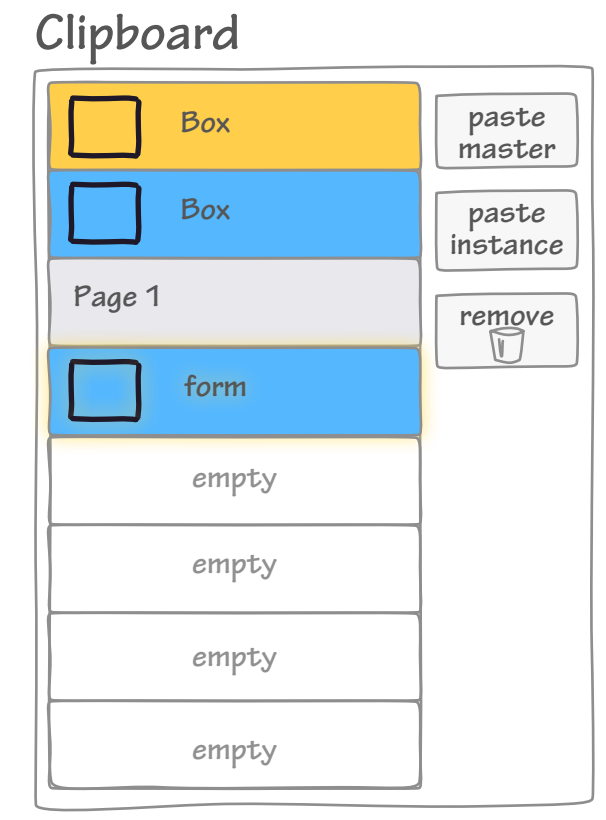 Clipboard
Box
Box
Page 1
form
empty
empty
empty
empty
paste
master
paste
instance
remove